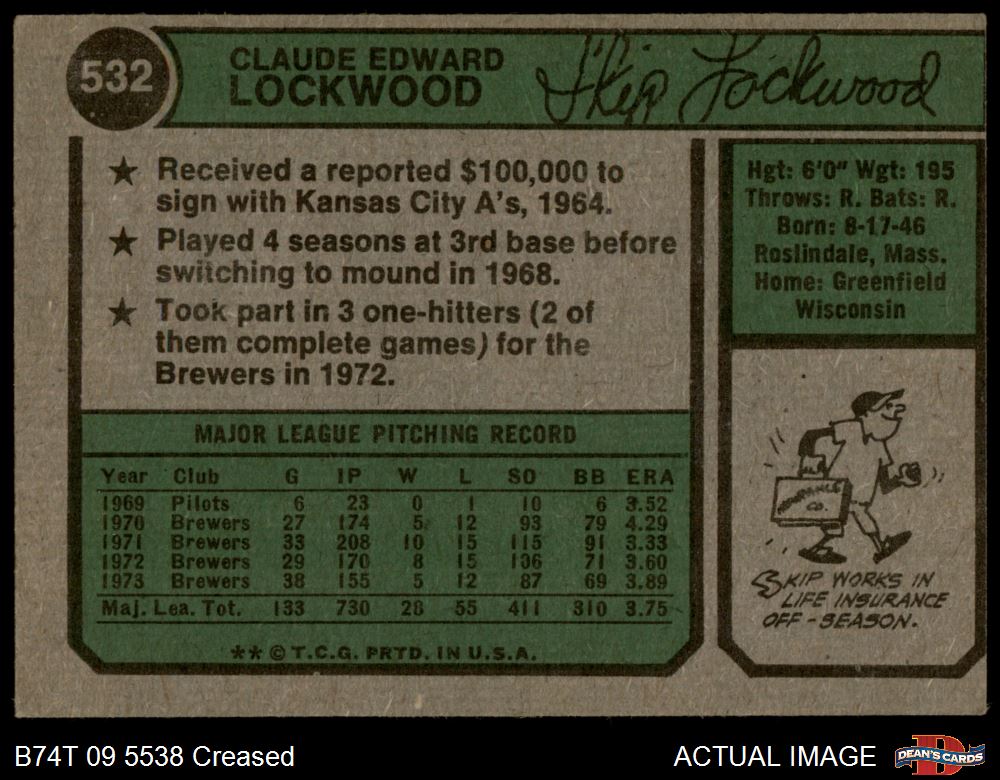 532
CLAUDE EDWARD
LOCKWOOD
Skip Lockwood
★ Received a reported $100,000 to
sign with Kansas City A's, 1964.
★ Played 4 seasons at 3rd base before
switching to mound in 1968.
★ Took part in 3 one-hitters (2 of
them complete games) for the
Brewers in 1972.
Hgt: 6'0" Wgt: 195
Throws: R. Bats: R.
Born: 8-17-46
Roslindale, Mass.
Home: Greenfield
Wisconsin
MAJOR LEAGUE PITCHING RECORD
Year Club G IP W L SO BB ERA
1969 Pilots 6 23 0 1 10 6 3.52
1970 Brewers 27 174 5 12 93 79 4.29
1971 Brewers 33 208 10 15 115 91 3.33
1972 Brewers 29 170 8 15 106 71 3.60
1973 Brewers 38 155 5 12 87 69 3.89
Maj. Lea. Tot. 133 730 28 55 411 310 3.75
** © T.C.G. PRTD. IN U.S.A.
INSURANCE
CO.
SKIP WORKS IN
LIFE INSURANCE
OFF-SEASON.
B74T 09 5538 Creased
ACTUAL IMAGE
DEAN'S CARDS